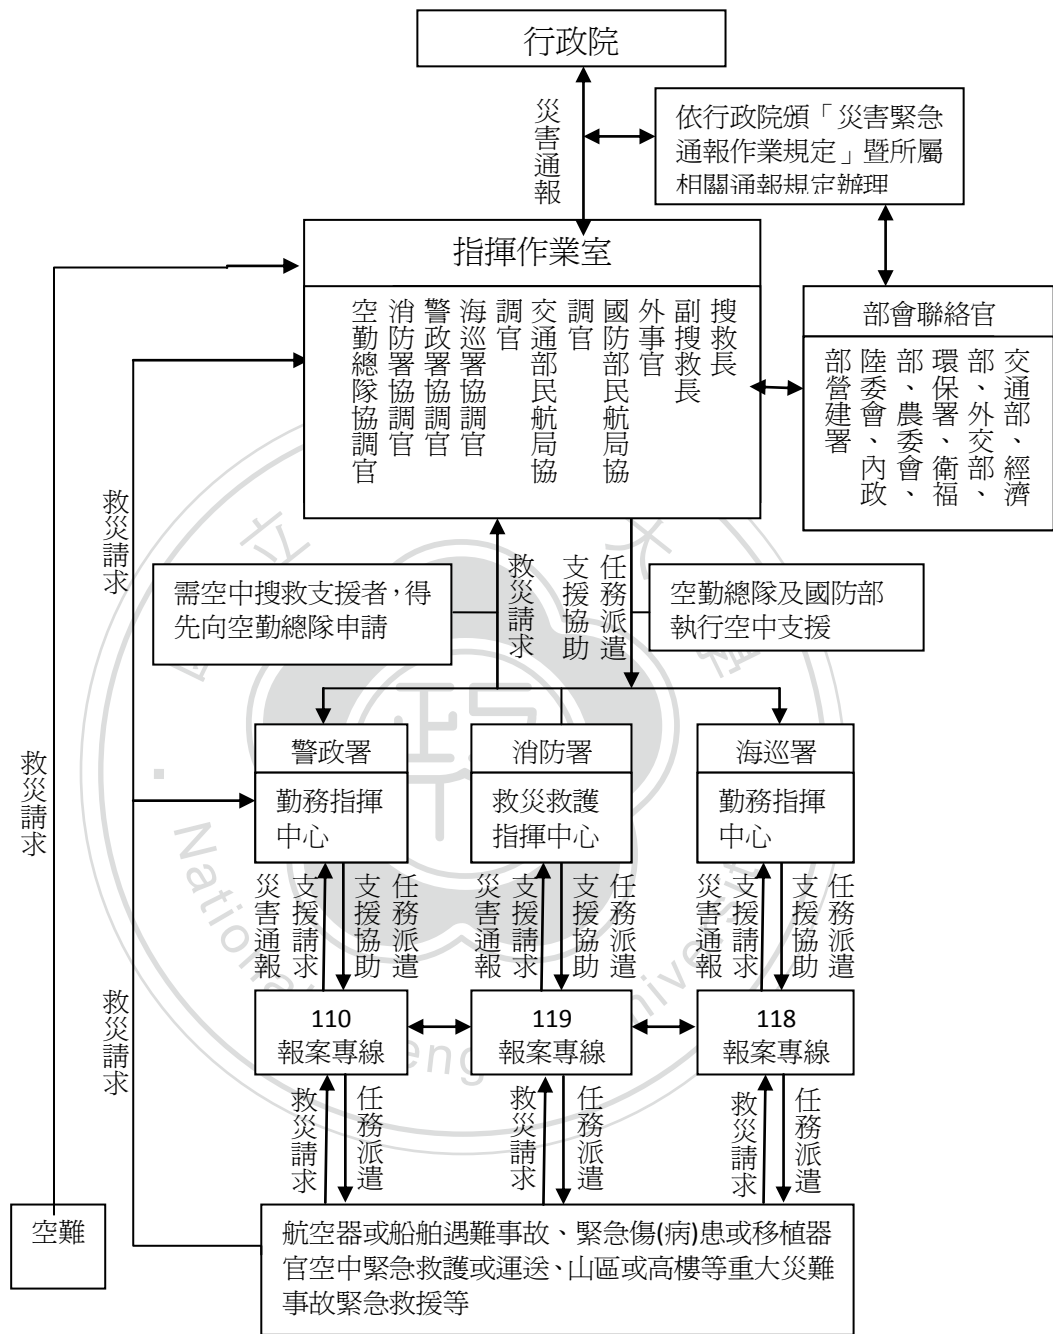 行政院
災害通報
依行政院頒「災害緊急
通報作業規定」暨所屬
相關通報規定辦理
指揮作業室
搜救長
副搜救長
外事官
國防部民航局協
調官
交通部民航局協
調官
海巡署協調官
警政署協調官
消防署協調官
空勤總隊協調官
部會聯絡官
交通部、經濟
部、外交部、
環保署、衛福
部、農委會、
陸委會、內政
部營建署
救災請求
需空中搜救支援者，得
先向空勤總隊申請
救災請求
任務派遣
支援協助
空勤總隊及國防部
執行空中支援
救災請求
警政署
勤務指揮
中心
消防署
救災救護
指揮中心
海巡署
勤務指揮
中心
災害通報
支援請求
支援協助
任務派遣
災害通報
支援請求
支援協助
任務派遣
災害通報
支援請求
支援協助
任務派遣
救災請求
110
報案專線
119
報案專線
118
報案專線
救災請求
任務派遣
救災請求
任務派遣
救災請求
任務派遣
空難
航空器或船舶遇難事故、緊急傷(病)患或移植器
官空中緊急救護或運送、山區或高樓等重大災難
事故緊急救援等
立
大
National
eng
niversit